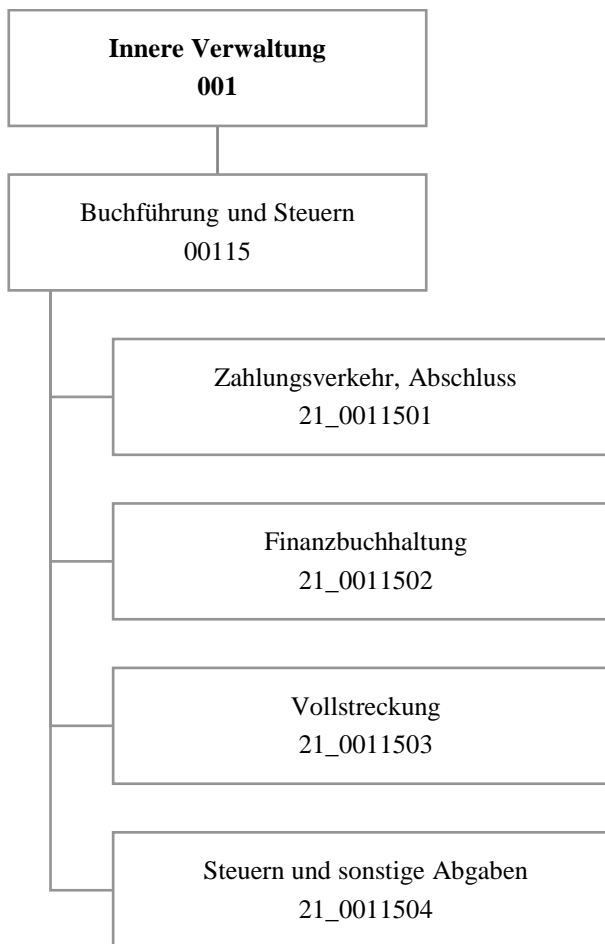 Innere Verwaltung
001
Buchführung und Steuern
00115
Zahlungsverkehr, Abschluss
21_0011501
Finanzbuchhaltung
21_0011502
Vollstreckung
21_0011503
Steuern und sonstige Abgaben
21_0011504